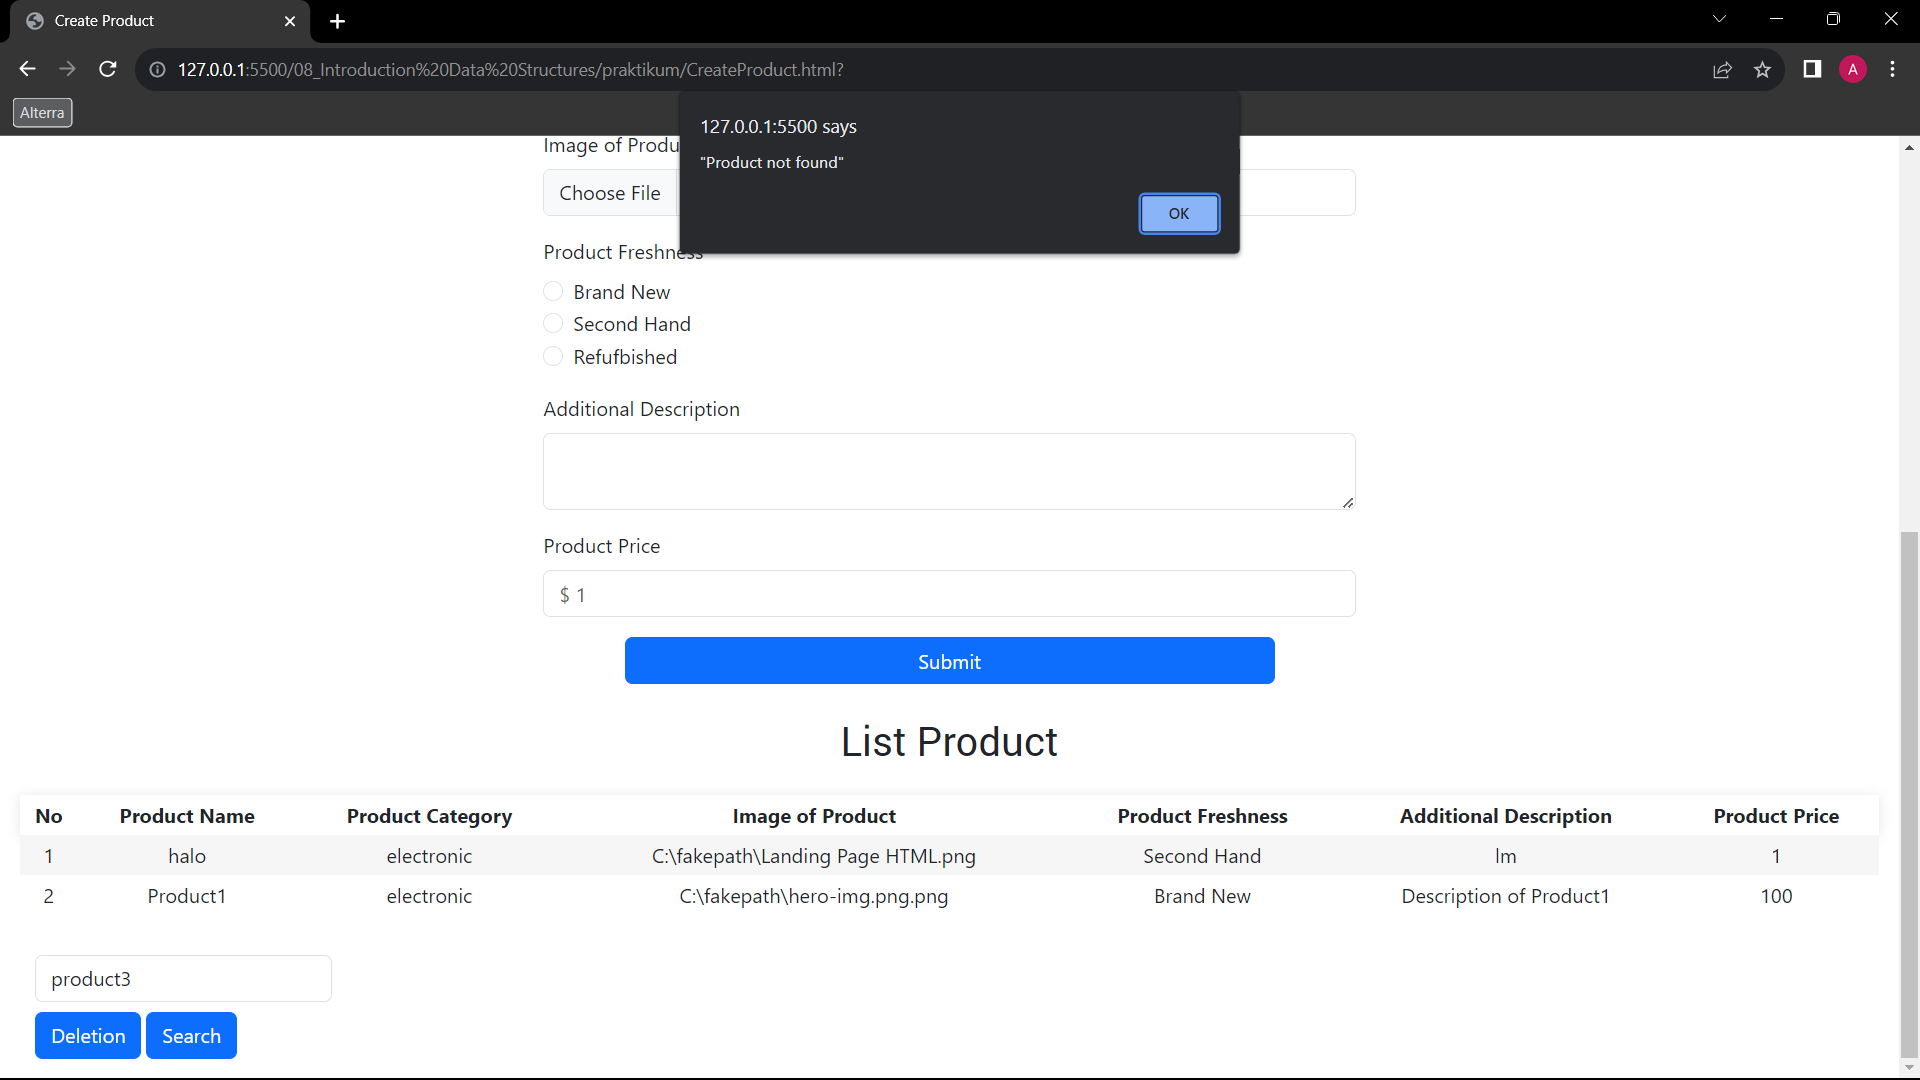 Create Product
127.0.0.1:5500/08_Introduction%20Data%20Structures/praktikum/CreateProduct.html?
A
Alterra
127.0.0.1:5500 says
"Product not found"
OK
Image of Produ
Choose File
Product Freshness
Brand New
Second Hand
Refufbished
Additional Description
Product Price
$ 1
Submit
List Product
No Product Name Product Category Image of Product Product Freshness Additional Description Product Price
1 halo electronic C:\fakepath\Landing Page HTML.png Second Hand lm 1
2 Product1 electronic C:\fakepath\hero-img.png.png Brand New Description of Product1 100
product3
Deletion Search